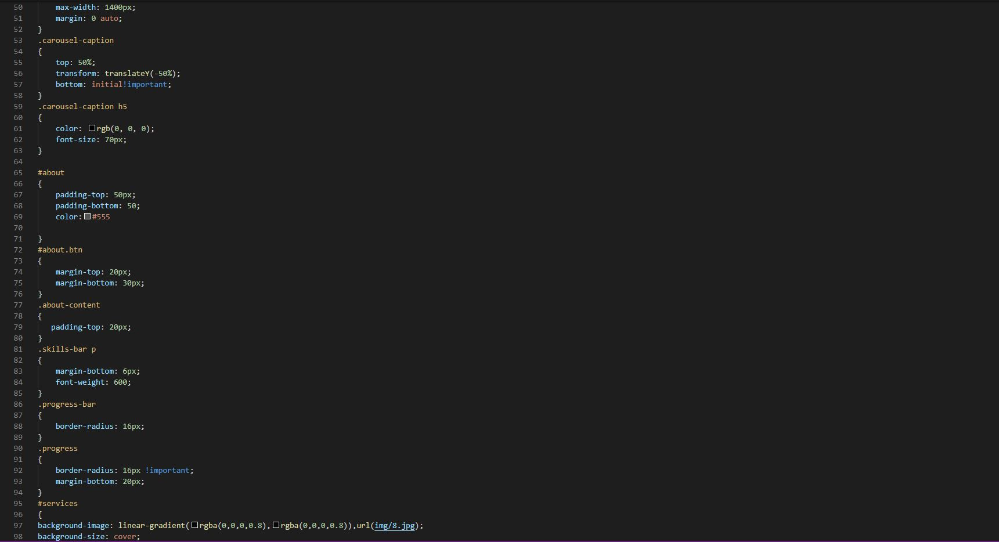 50 max-width: 1400px;
51 margin: 0 auto;
52 }
53 .carousel-caption
54 {
55 top: 50%;
56 transform: translateY(-50%);
57 bottom: initial!important;
58 }
59 .carousel-caption h5
60 {
61 color: rgb(0, 0, 0);
62 font-size: 70px;
63 }
64
65 #about
66 {
67 padding-top: 50px;
68 padding-bottom: 50;
69 color:#555
70
71 }
72 #about.btn
73 {
74 margin-top: 20px;
75 margin-bottom: 30px;
76 }
77 .about-content
78 {
79 padding-top: 20px;
80 }
81 .skills-bar p
82 {
83 margin-bottom: 6px;
84 font-weight: 600;
85 }
86 .progress-bar
87 {
88 border-radius: 16px;
89 }
90 .progress
91 {
92 border-radius: 16px !important;
93 margin-bottom: 20px;
94 }
95 #services
96 {
97 background-image: linear-gradient(rgba(0,0,0,0.8),rgba(0,0,0,0.8)),url(img/8.jpg);
98 background-size: cover;